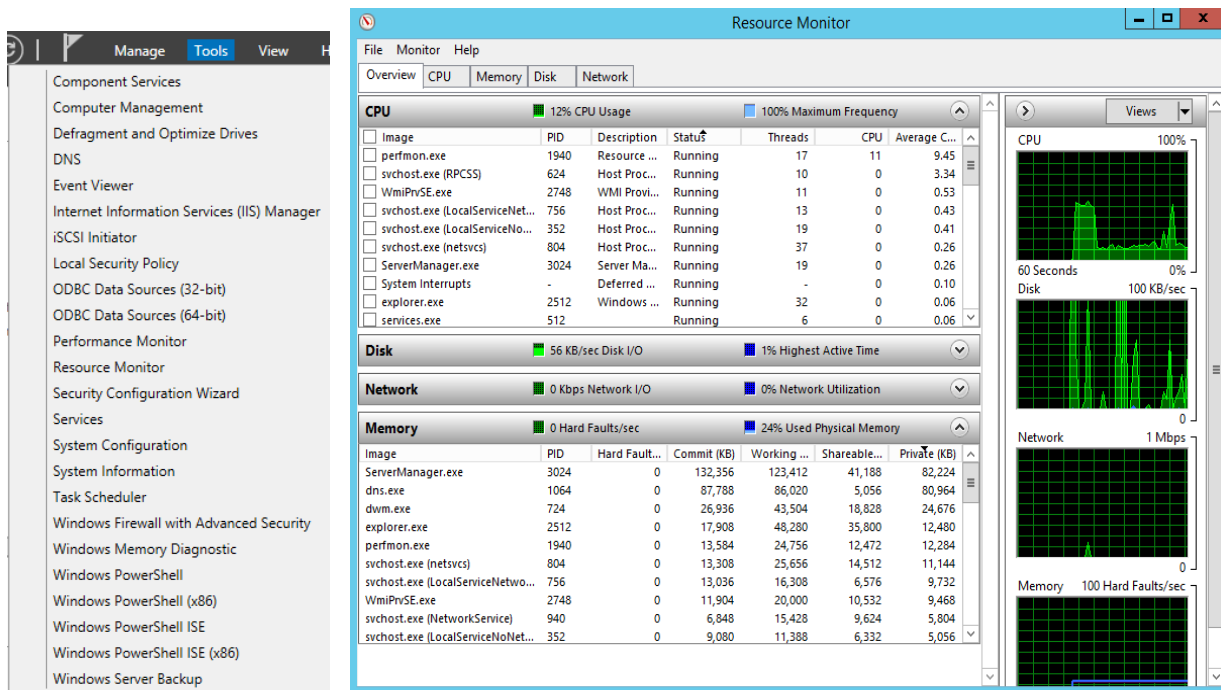 Manage Tools View H
Component Services
Computer Management
Defragment and Optimize Drives
DNS
Event Viewer
Internet Information Services (IIS) Manager
iSCSI Initiator
Local Security Policy
ODBC Data Sources (32-bit)
ODBC Data Sources (64-bit)
Performance Monitor
Resource Monitor
Security Configuration Wizard
Services
System Configuration
System Information
Task Scheduler
Windows Firewall with Advanced Security
Windows Memory Diagnostic
Windows PowerShell
Windows PowerShell (x86)
Windows PowerShell ISE
Windows PowerShell ISE (x86)
Windows Server Backup
Resource Monitor
File Monitor Help
Overview CPU Memory Disk Network
CPU 12% CPU Usage 100% Maximum Frequency
Image PID Description Status Threads CPU Average C...
perfmon.exe 1940 Resource ... Running 17 11 9.45
svchost.exe (RPCSS) 624 Host Proc... Running 10 0 3.34
WmiPrvSE.exe 2748 WMI Provi... Running 11 0 0.53
svchost.exe (LocalServiceNet... 756 Host Proc... Running 13 0 0.43
svchost.exe (LocalServiceNo... 352 Host Proc... Running 19 0 0.41
svchost.exe (netsvcs) 804 Host Proc... Running 37 0 0.26
ServerManager.exe 3024 Server Ma... Running 19 0 0.26
System Interrupts - Deferred ... Running - 0 0.10
explorer.exe 2512 Windows ... Running 32 0 0.06
services.exe 512 Running 6 0 0.06
Disk 56 KB/sec Disk I/O 1% Highest Active Time
Network 0 Kbps Network I/O 0% Network Utilization
Memory 0 Hard Faults/sec 24% Used Physical Memory
Image PID Hard Fault... Commit (KB) Working ... Shareable... Private (KB)
ServerManager.exe 3024 0 132,356 123,412 41,188 82,224
dns.exe 1064 0 87,788 86,020 5,056 80,964
dwm.exe 724 0 26,936 43,504 18,828 24,676
explorer.exe 2512 0 17,908 48,280 35,800 12,480
perfmon.exe 1940 0 13,584 24,756 12,472 12,284
svchost.exe (netsvcs) 804 0 13,308 25,656 14,512 11,144
svchost.exe (LocalServiceNetwo... 756 0 13,036 16,308 6,576 9,732
WmiPrvSE.exe 2748 0 11,904 20,000 10,532 9,468
svchost.exe (NetworkService) 940 0 6,848 15,428 9,624 5,804
svchost.exe (LocalServiceNoNet... 352 0 9,080 11,388 6,332 5,056
Views
CPU 100%
60 Seconds 0%
Disk 100 KB/sec
0
Network 1 Mbps
0
Memory 100 Hard Faults/sec